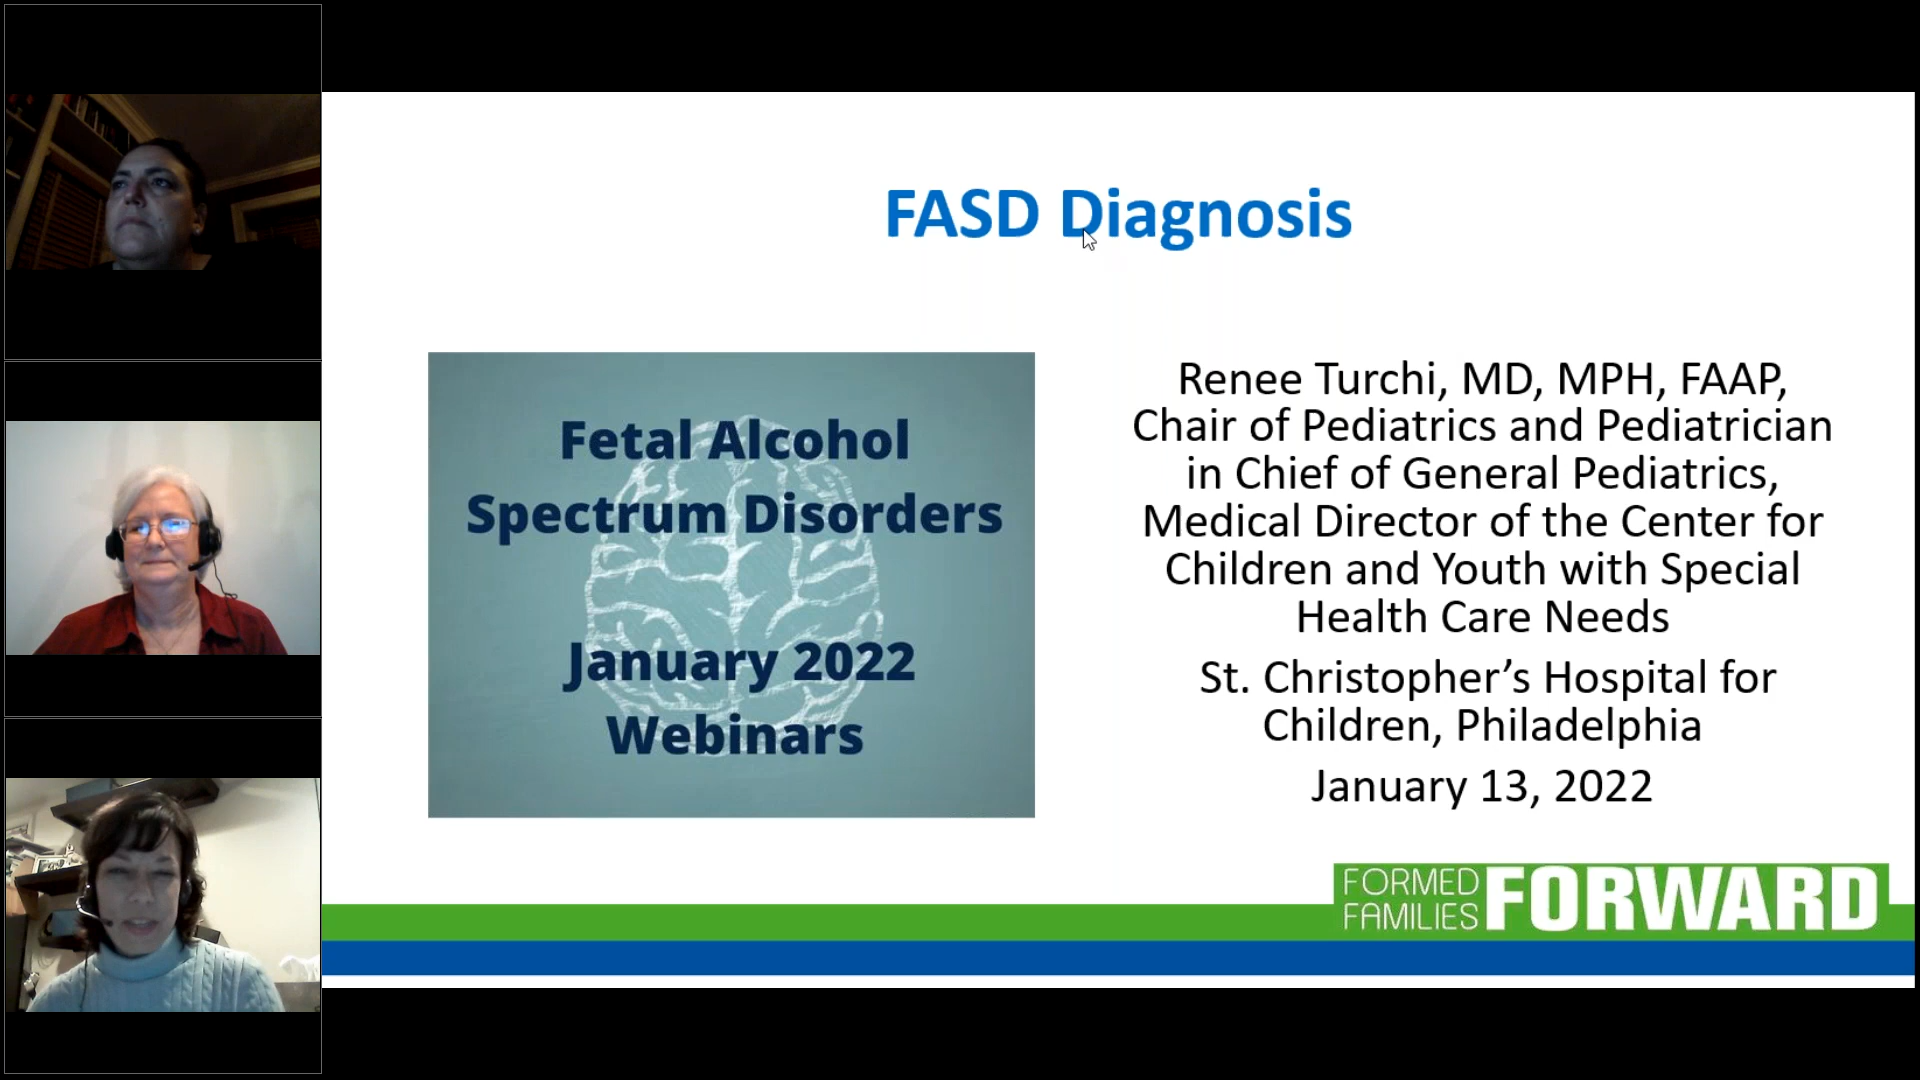 FASD Diagnosis
Fetal Alcohol
Spectrum Disorders
January 2022
Webinars
Renee Turchi, MD, MPH, FAAP,
Chair of Pediatrics and Pediatrician
in Chief of General Pediatrics,
Medical Director of the Center for
Children and Youth with Special
Health Care Needs
St. Christopher’s Hospital for
Children, Philadelphia
January 13, 2022
FORMED
FAMILIES
FORWARD